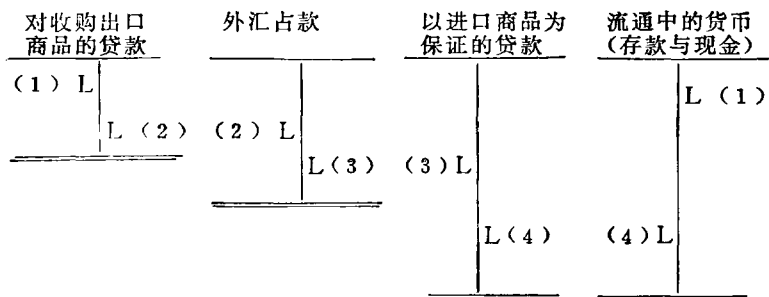 对收购出口 外汇占款 以进口商品为 流通中的货币
商品的贷款 保证的贷款 (存款与现金)
(1) L L (1)
L (2) (2) L
L(3) (3)L
L(4) (4)L